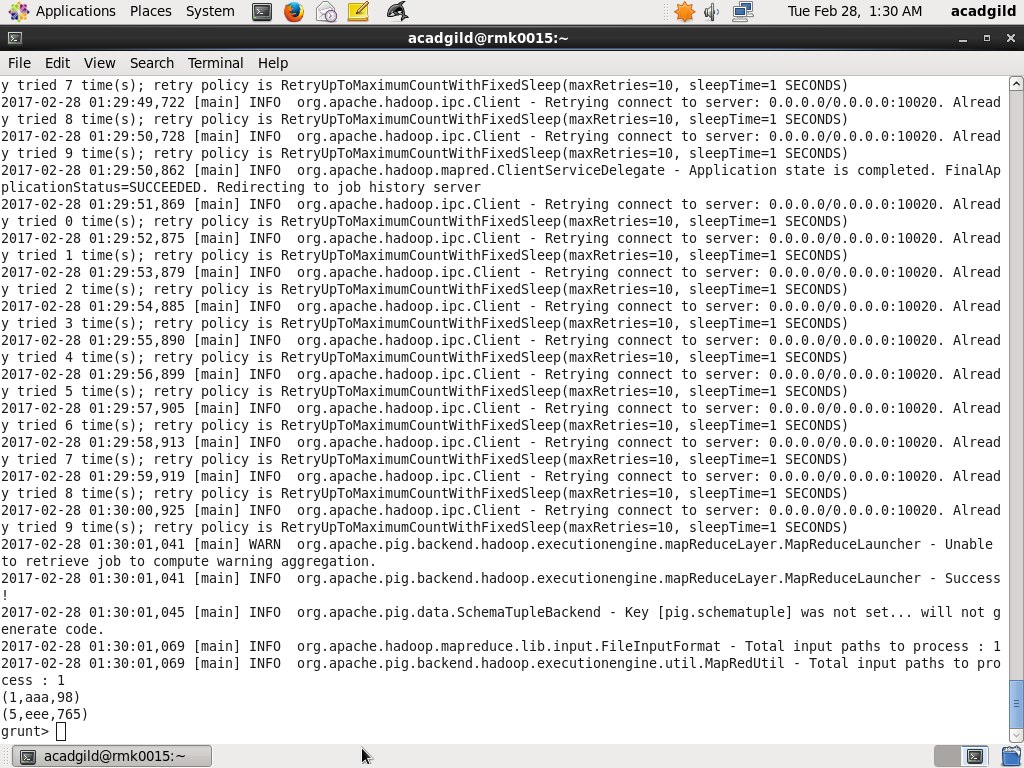 Applications Places System
Tue Feb 28, 1:30 AM acadgild
acadgild@rmk0015:~
File Edit View Search Terminal Help
y tried 7 time(s); retry policy is RetryUpToMaximumCountWithFixedSleep(maxRetries=10, sleepTime=1 SECONDS)
2017-02-28 01:29:49,722 [main] INFO  org.apache.hadoop.ipc.Client - Retrying connect to server: 0.0.0.0/0.0.0.0:10020. Alread
y tried 8 time(s); retry policy is RetryUpToMaximumCountWithFixedSleep(maxRetries=10, sleepTime=1 SECONDS)
2017-02-28 01:29:50,728 [main] INFO  org.apache.hadoop.ipc.Client - Retrying connect to server: 0.0.0.0/0.0.0.0:10020. Alread
y tried 9 time(s); retry policy is RetryUpToMaximumCountWithFixedSleep(maxRetries=10, sleepTime=1 SECONDS)
2017-02-28 01:29:50,862 [main] INFO  org.apache.hadoop.mapred.ClientServiceDelegate - Application state is completed. FinalAp
plicationStatus=SUCCEEDED. Redirecting to job history server
2017-02-28 01:29:51,869 [main] INFO  org.apache.hadoop.ipc.Client - Retrying connect to server: 0.0.0.0/0.0.0.0:10020. Alread
y tried 0 time(s); retry policy is RetryUpToMaximumCountWithFixedSleep(maxRetries=10, sleepTime=1 SECONDS)
2017-02-28 01:29:52,875 [main] INFO  org.apache.hadoop.ipc.Client - Retrying connect to server: 0.0.0.0/0.0.0.0:10020. Alread
y tried 1 time(s); retry policy is RetryUpToMaximumCountWithFixedSleep(maxRetries=10, sleepTime=1 SECONDS)
2017-02-28 01:29:53,879 [main] INFO  org.apache.hadoop.ipc.Client - Retrying connect to server: 0.0.0.0/0.0.0.0:10020. Alread
y tried 2 time(s); retry policy is RetryUpToMaximumCountWithFixedSleep(maxRetries=10, sleepTime=1 SECONDS)
2017-02-28 01:29:54,885 [main] INFO  org.apache.hadoop.ipc.Client - Retrying connect to server: 0.0.0.0/0.0.0.0:10020. Alread
y tried 3 time(s); retry policy is RetryUpToMaximumCountWithFixedSleep(maxRetries=10, sleepTime=1 SECONDS)
2017-02-28 01:29:55,890 [main] INFO  org.apache.hadoop.ipc.Client - Retrying connect to server: 0.0.0.0/0.0.0.0:10020. Alread
y tried 4 time(s); retry policy is RetryUpToMaximumCountWithFixedSleep(maxRetries=10, sleepTime=1 SECONDS)
2017-02-28 01:29:56,899 [main] INFO  org.apache.hadoop.ipc.Client - Retrying connect to server: 0.0.0.0/0.0.0.0:10020. Alread
y tried 5 time(s); retry policy is RetryUpToMaximumCountWithFixedSleep(maxRetries=10, sleepTime=1 SECONDS)
2017-02-28 01:29:57,905 [main] INFO  org.apache.hadoop.ipc.Client - Retrying connect to server: 0.0.0.0/0.0.0.0:10020. Alread
y tried 6 time(s); retry policy is RetryUpToMaximumCountWithFixedSleep(maxRetries=10, sleepTime=1 SECONDS)
2017-02-28 01:29:58,913 [main] INFO  org.apache.hadoop.ipc.Client - Retrying connect to server: 0.0.0.0/0.0.0.0:10020. Alread
y tried 7 time(s); retry policy is RetryUpToMaximumCountWithFixedSleep(maxRetries=10, sleepTime=1 SECONDS)
2017-02-28 01:29:59,919 [main] INFO  org.apache.hadoop.ipc.Client - Retrying connect to server: 0.0.0.0/0.0.0.0:10020. Alread
y tried 8 time(s); retry policy is RetryUpToMaximumCountWithFixedSleep(maxRetries=10, sleepTime=1 SECONDS)
2017-02-28 01:30:00,925 [main] INFO  org.apache.hadoop.ipc.Client - Retrying connect to server: 0.0.0.0/0.0.0.0:10020. Alread
y tried 9 time(s); retry policy is RetryUpToMaximumCountWithFixedSleep(maxRetries=10, sleepTime=1 SECONDS)
2017-02-28 01:30:01,041 [main] WARN  org.apache.pig.backend.hadoop.executionengine.mapReduceLayer.MapReduceLauncher - Unable
to retrieve job to compute warning aggregation.
2017-02-28 01:30:01,041 [main] INFO  org.apache.pig.backend.hadoop.executionengine.mapReduceLayer.MapReduceLauncher - Success
!
2017-02-28 01:30:01,045 [main] INFO  org.apache.pig.data.SchemaTupleBackend - Key [pig.schematuple] was not set... will not g
enerate code.
2017-02-28 01:30:01,069 [main] INFO  org.apache.hadoop.mapreduce.lib.input.FileInputFormat - Total input paths to process : 1
2017-02-28 01:30:01,069 [main] INFO  org.apache.pig.backend.hadoop.executionengine.util.MapRedUtil - Total input paths to pro
cess : 1
(1,aaa,98)
(5,eee,765)
grunt>
acadgild@rmk0015:~